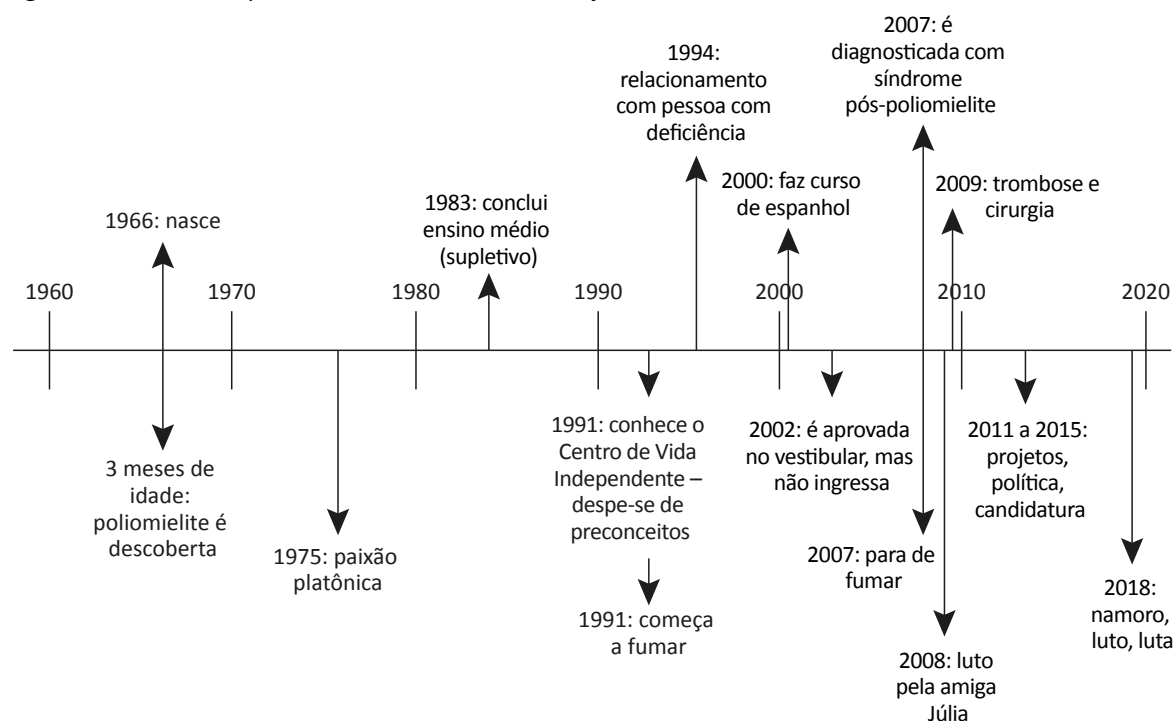 1994:
relacionamento
com pessoa com
deficiência
2007: é
diagnosticada com
síndrome
pós-poliomielite
1966: nasce
1983: conclui
ensino médio
(supletivo)
2000: faz curso
de espanhol
2009: trombose e
cirurgia
1960
1970
1980
1990
2000
2010
2020
3 meses de
idade:
poliomielite é
descoberta
1975: paixão
platônica
1991: conhece o
Centro de Vida
Independente –
despe-se de
preconceitos
1991: começa
a fumar
2002: é aprovada
no vestibular, mas
não ingressa
2007: para de
fumar
2008: luto
pela amiga
Júlia
2011 a 2015:
projetos,
política,
candidatura
2018:
namoro,
luto, luta